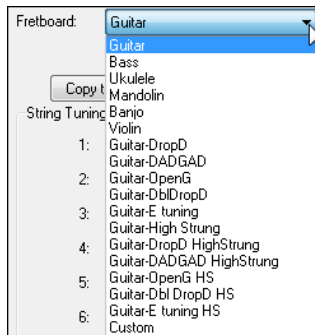 Fretboard: Guitar
Guitar
Bass
Ukulele
Mandolin
Banjo
Violin
Guitar-DropD
Guitar-DADGAD
Guitar-OpenG
Guitar-DblDropD
Guitar-E tuning
Guitar-High Strung
Guitar-DropD HighStrung
Guitar-DADGAD HighStrung
Guitar-OpenG HS
Guitar-Dbl DropD HS
Guitar-E tuning HS
Custom
Copy
String Tuning
1:
2:
3:
4:
5:
6: